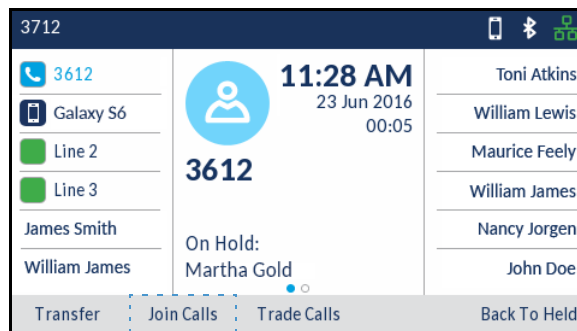 3712
3612
Galaxy S6
Line 2
Line 3
James Smith
William James
11:28 AM
23 Jun 2016
00:05
3612
On Hold:
Martha Gold
Toni Atkins
William Lewis
Maurice Feely
William James
Nancy Jorgen
John Doe
Transfer Join Calls Trade Calls Back To Held